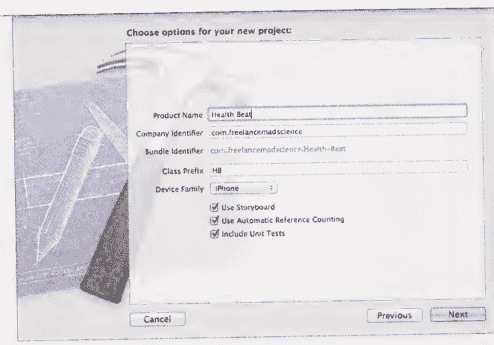 Choose options for your new project:
Product Name Health Beat
Company Identifier com.freelancemadscience
Bundle Identifier com.freelancemadscience.Health-Beat
Class Prefix HB
Device Family iPhone
Use Storyboard
Use Automatic Reference Counting
Include Unit Tests
Cancel Previous Next